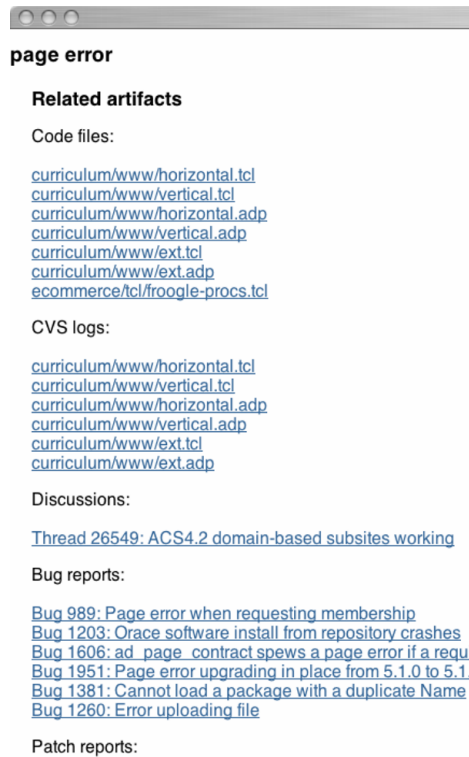 page error
Related artifacts
Code files:
curriculum/www/horizontal.tcl
curriculum/www/vertical.tcl
curriculum/www/horizontal.adp
curriculum/www/vertical.adp
curriculum/www/ext.tcl
curriculum/www/ext.adp
ecommerce/tcl/froogle-procs.tcl
CVS logs:
curriculum/www/horizontal.tcl
curriculum/www/vertical.tcl
curriculum/www/horizontal.adp
curriculum/www/vertical.adp
curriculum/www/ext.tcl
curriculum/www/ext.adp
Discussions:
Thread 26549: ACS4.2 domain-based subsites working
Bug reports:
Bug 989: Page error when requesting membership
Bug 1203: Orace software install from repository crashes
Bug 1606: ad_page_contract spews a page error if a requ
Bug 1951: Page error upgrading in place from 5.1.0 to 5.1.
Bug 1381: Cannot load a package with a duplicate Name
Bug 1260: Error uploading file
Patch reports: